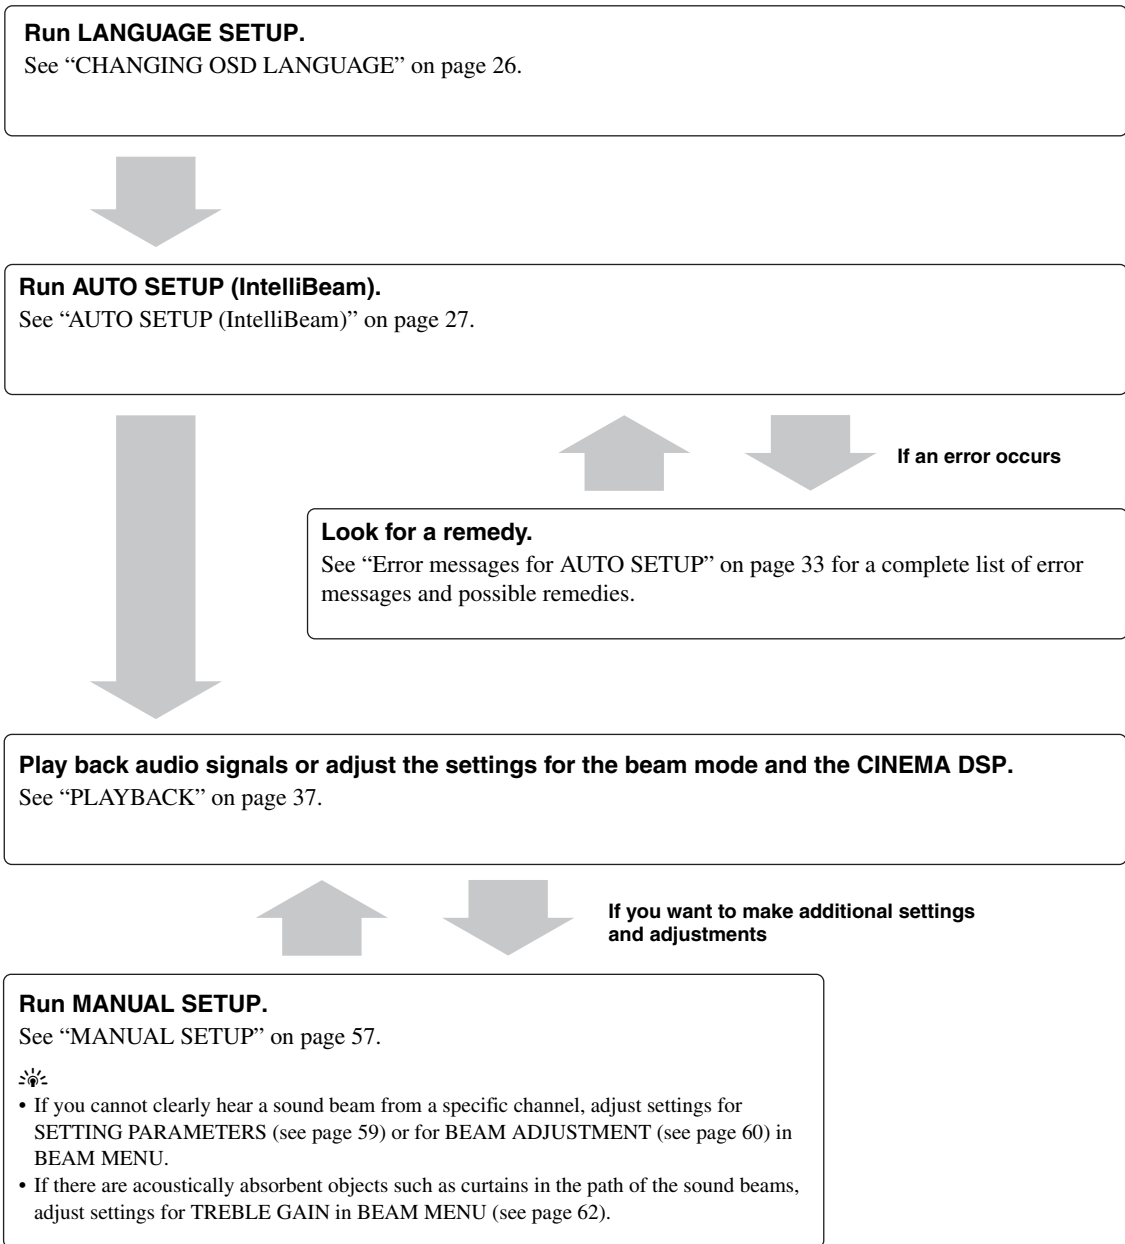 Run LANGUAGE SETUP.
See “CHANGING OSD LANGUAGE” on page 26.
Run AUTO SETUP (IntelliBeam).
See “AUTO SETUP (IntelliBeam)” on page 27.
If an error occurs
Look for a remedy.
See “Error messages for AUTO SETUP” on page 33 for a complete list of error
messages and possible remedies.
Play back audio signals or adjust the settings for the beam mode and the CINEMA DSP.
See “PLAYBACK” on page 37.
If you want to make additional settings
and adjustments
Run MANUAL SETUP.
See “MANUAL SETUP” on page 57.
• If you cannot clearly hear a sound beam from a specific channel, adjust settings for
SETTING PARAMETERS (see page 59) or for BEAM ADJUSTMENT (see page 60) in
BEAM MENU.
• If there are acoustically absorbent objects such as curtains in the path of the sound beams,
adjust settings for TREBLE GAIN in BEAM MENU (see page 62).